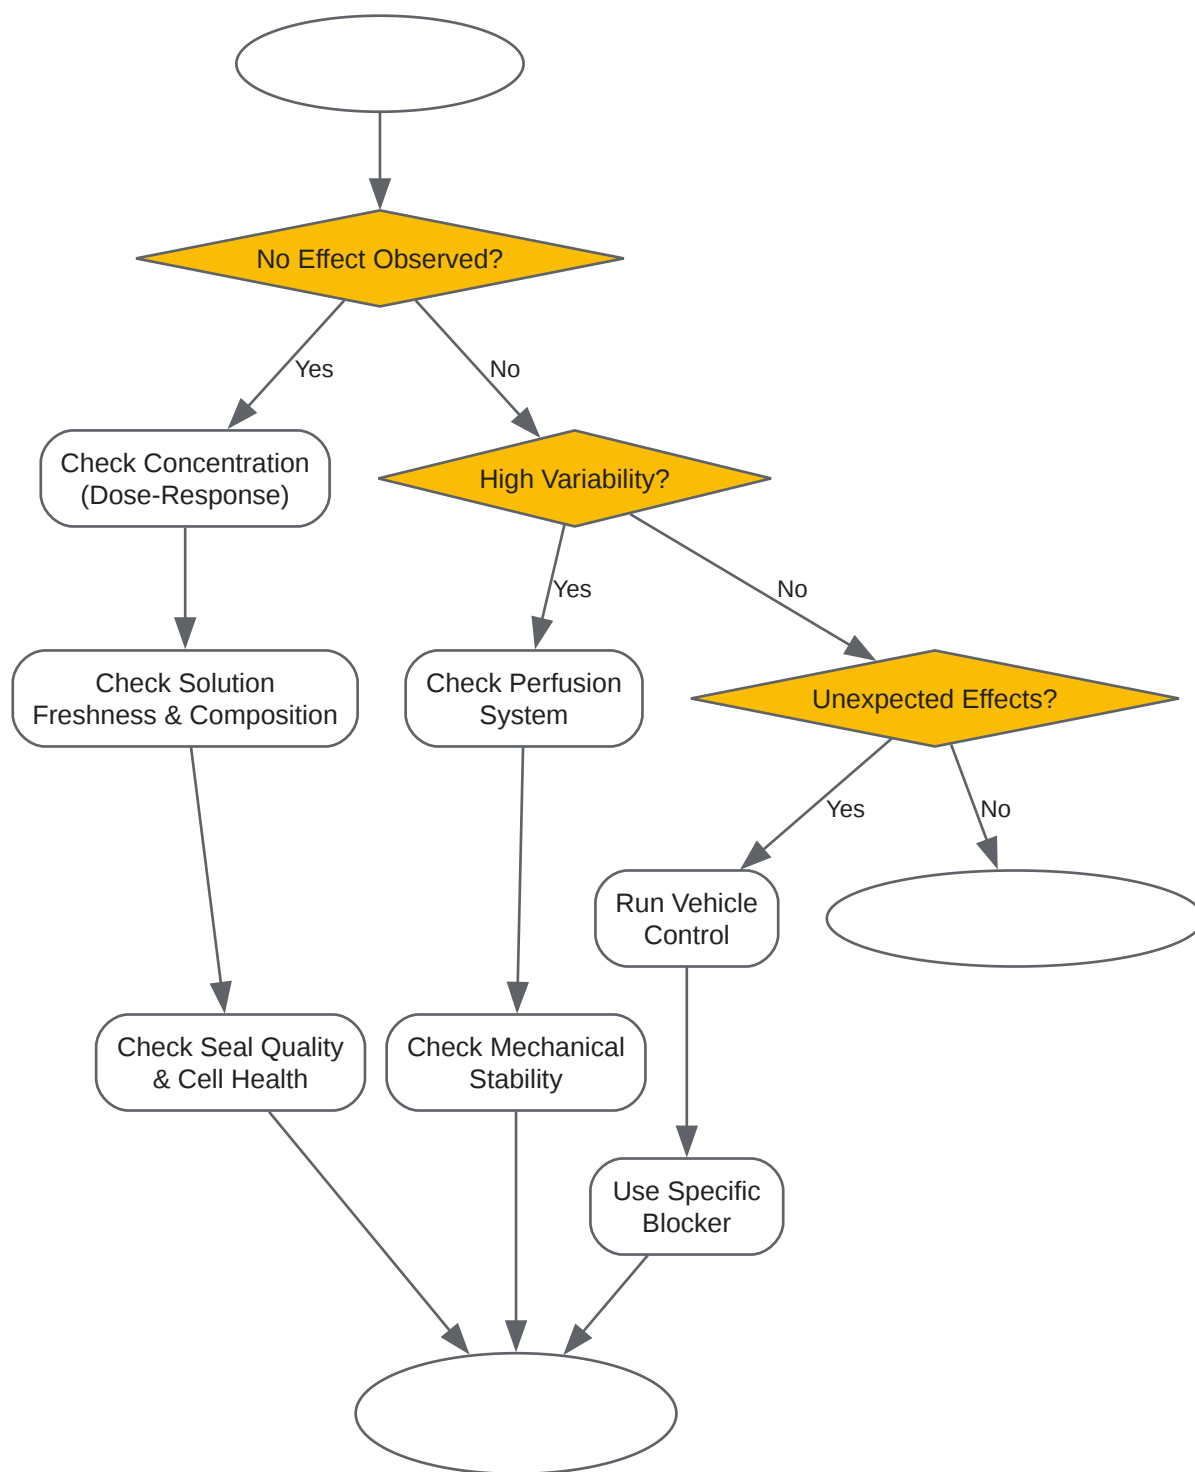 No Effect Observed?
Yes
No
Check Concentration
(Dose-Response)
High Variability?
Yes
No
Check Solution
Freshness & Composition
Check Perfusion
System
Unexpected Effects?
Yes
No
Run Vehicle
Control
Check Seal Quality
& Cell Health
Check Mechanical
Stability
Use Specific
Blocker